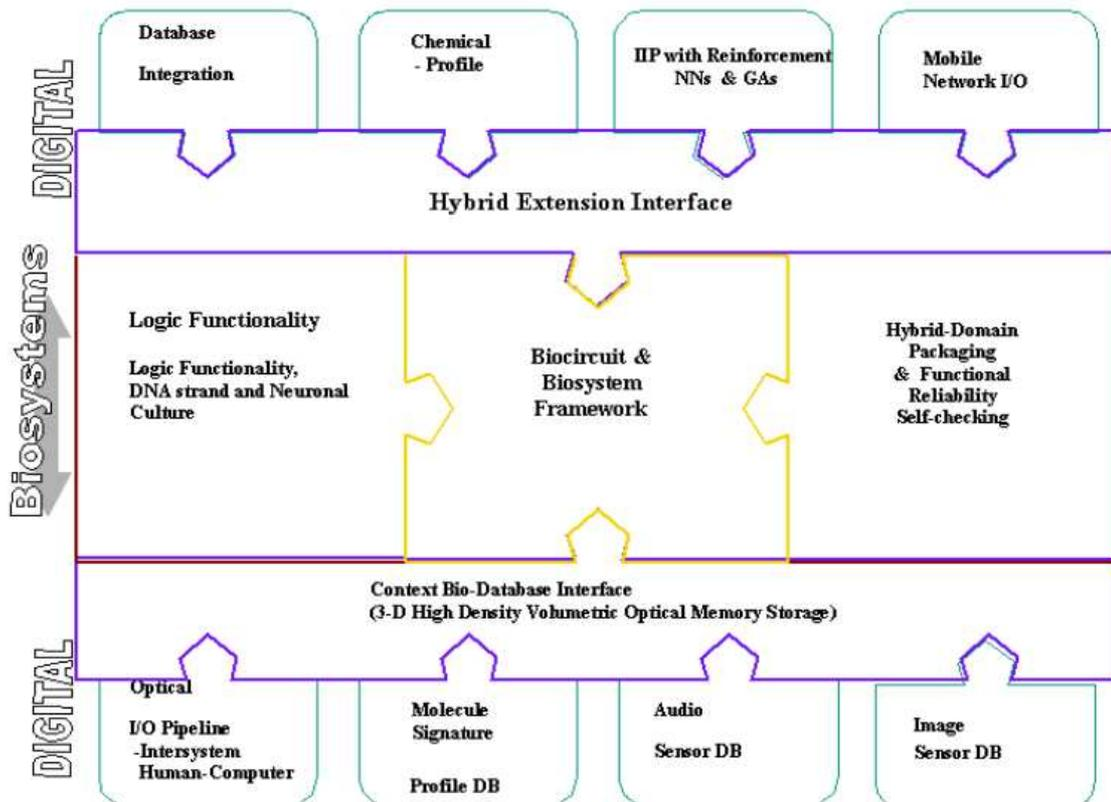 DIGITAL
Database
Integration
Chemical
- Profile
IIP with Reinforcement
NNs & GAs
Mobile
Network I/O
Hybrid Extension Interface
Biosystems
Logic Functionality
Logic Functionality,
DNA strand and Neuronal
Culture
Biocircuit &
Biosystem
Framework
Hybrid-Domain
Packaging
& Functional
Reliability
Self-checking
Context Bio-Database Interface
(3-D High Density Volumetric Optical Memory Storage)
DIGITAL
Optical
I/O Pipeline
-Intersystem
Human-Computer
Molecule
Signature
Profile DB
Audio
Sensor DB
Image
Sensor DB